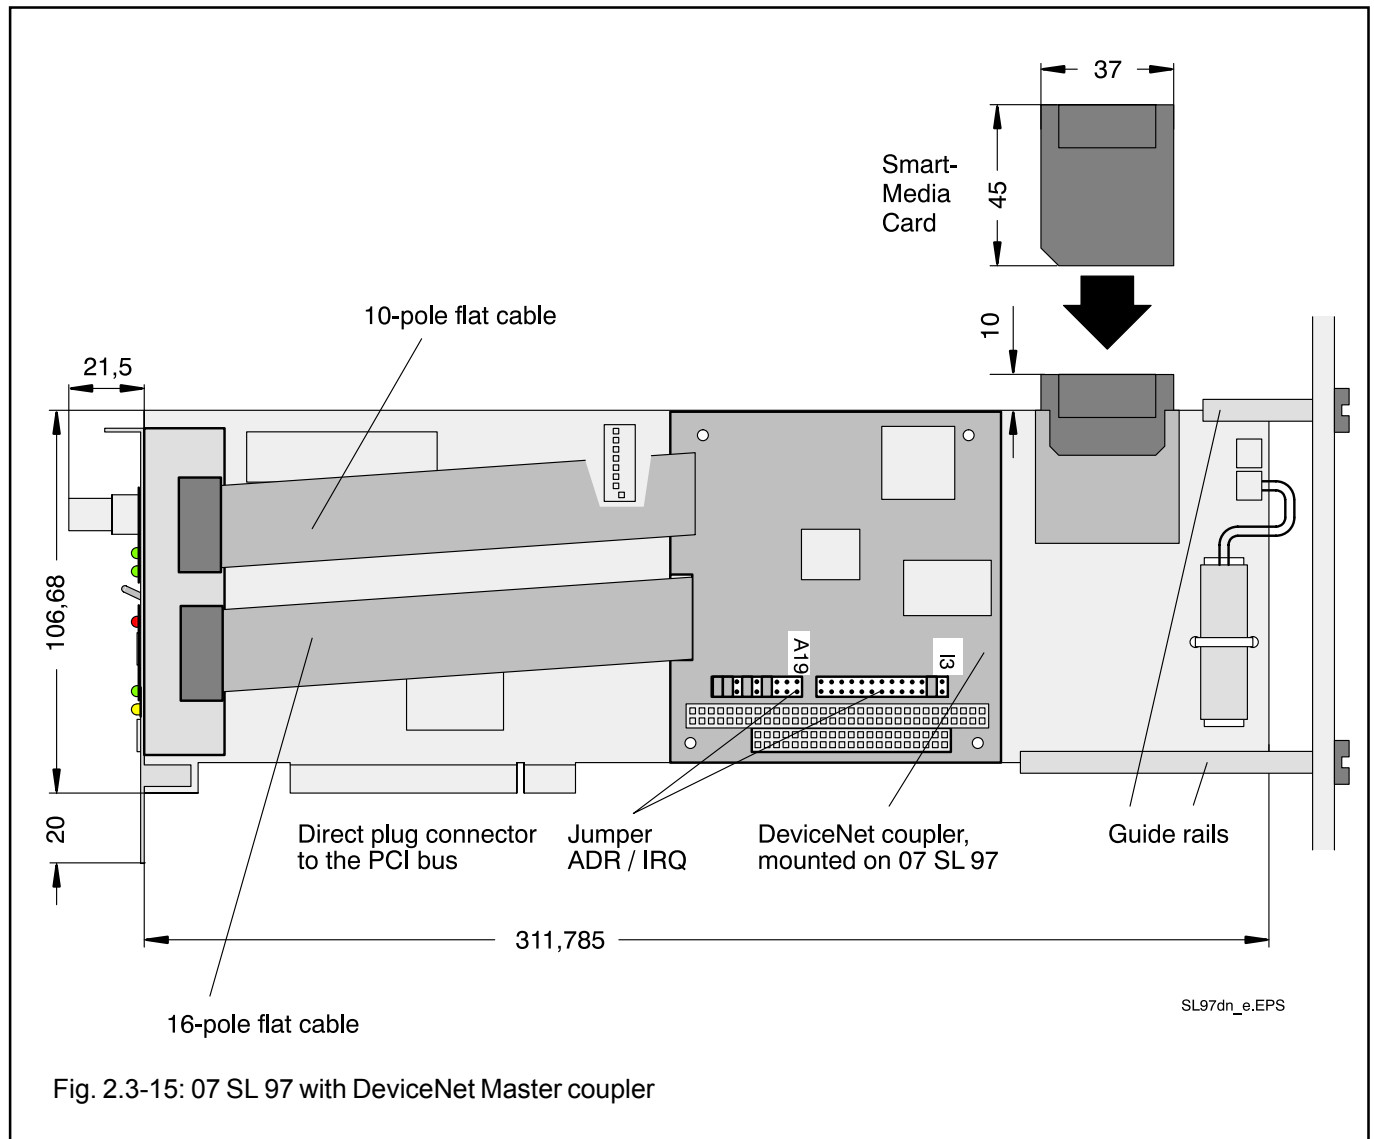 37
Smart-
Media
Card
45
10-pole flat cable
10
21,5
106,68
A19
I3
20
Direct plug connector
to the PCI bus
Jumper
ADR / IRQ
DeviceNet coupler,
mounted on 07 SL 97
Guide rails
311,785
SL97dn_e.EPS
16-pole flat cable
Fig. 2.3-15: 07 SL 97 with DeviceNet Master coupler